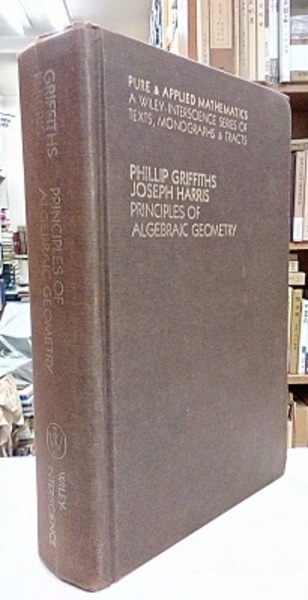 PURE & APPLIED MATHEMATICS
A WILEY-INTERSCIENCE SERIES OF
TEXTS, MONOGRAPHS & TRACTS
PHILLIP GRIFFITHS
JOSEPH HARRIS
PRINCIPLES OF
ALGEBRAIC GEOMETRY
GRIFFITHS
HARRIS
PRINCIPLES OF
ALGEBRAIC GEOMETRY
WILEY
INTERSCIENCE